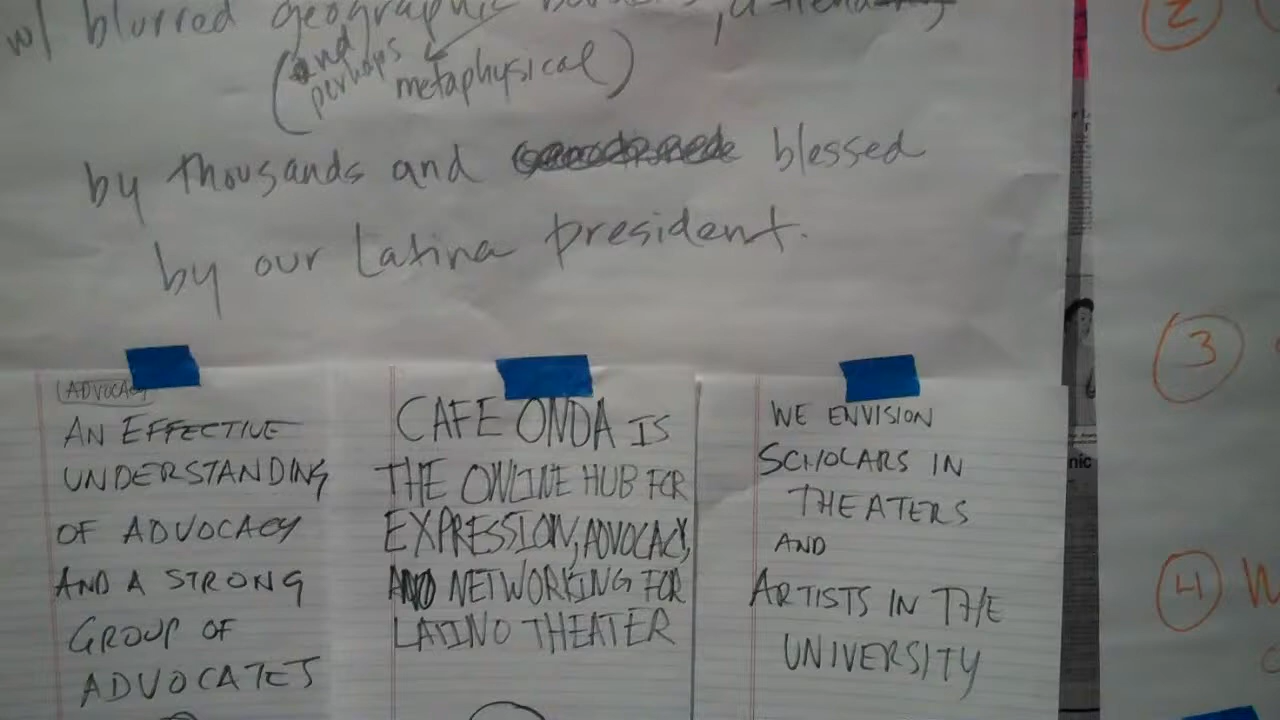 w/ blurred geographic
(and perhaps metaphysical)
by thousands and blessed
by our Latina president.
(ADVOCACY
AN EFFECTIVE
UNDERSTANDING
OF ADVOCACY
AND A STRONG
GROUP OF
ADVOCATES
CAFE ONDA IS
THE ONLINE HUB FOR
EXPRESSION, ADVOCACY,
AND NETWORKING FOR
LATINO THEATER
WE ENVISION
SCHOLARS IN
THEATERS
AND
ARTISTS IN THE
UNIVERSITY
nic
2
3
4